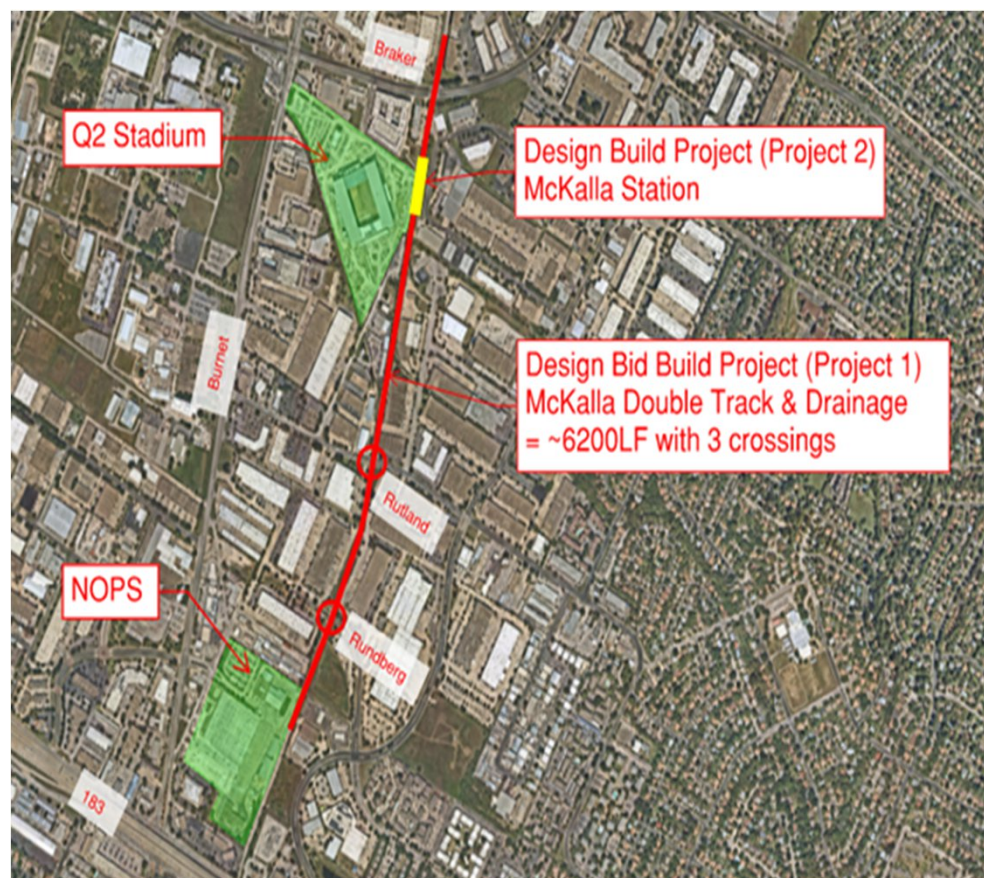 Braker
Q2 Stadium
Design Build Project (Project 2)
McKalla Station
Burnet
Design Bid Build Project (Project 1)
McKalla Double Track & Drainage
= ~6200LF with 3 crossings
Rutland
NOPS
Rundberg
183